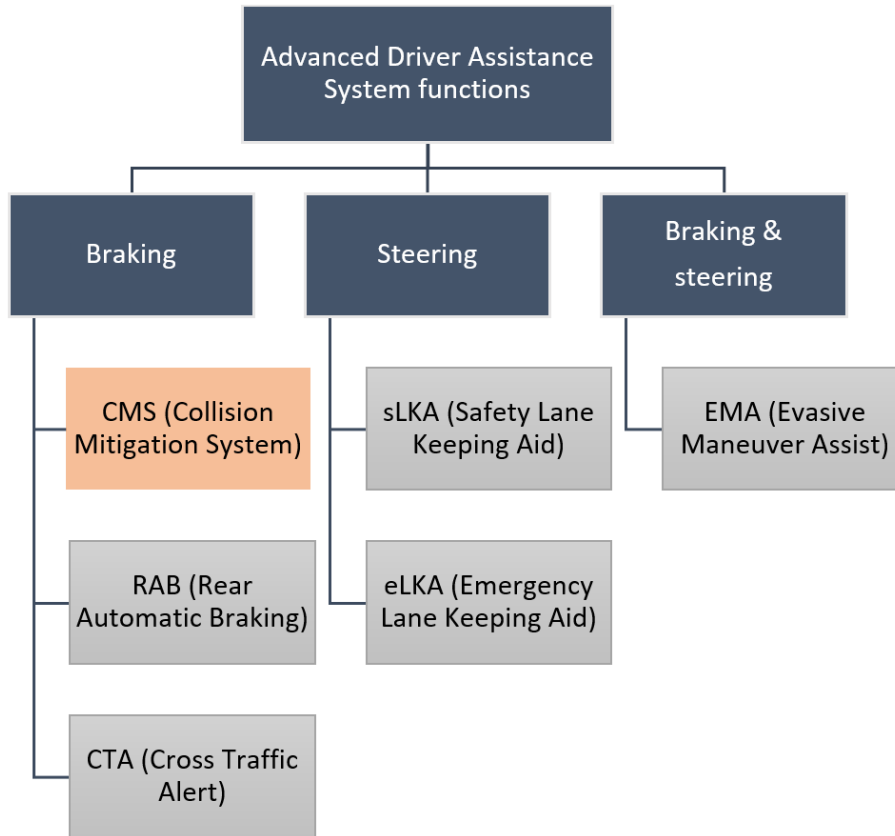 Advanced Driver Assistance
System functions
Braking
Steering
Braking &
steering
CMS (Collision
Mitigation System)
sLKA (Safety Lane
Keeping Aid)
EMA (Evasive
Maneuver Assist)
RAB (Rear
Automatic Braking)
eLKA (Emergency
Lane Keeping Aid)
CTA (Cross Traffic
Alert)